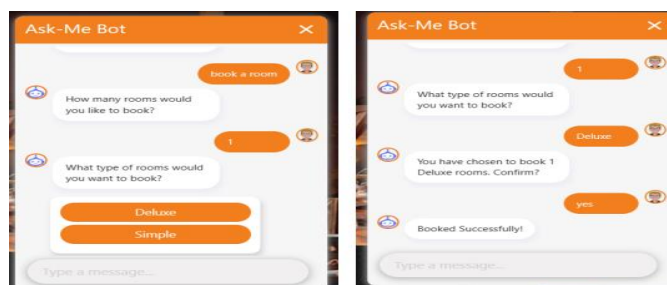 Ask-Me Bot
book a room
How many rooms would
you like to book?
1
What type of rooms would
you want to book?
Deluxe
Simple
Type a message...
Ask-Me Bot
1
What type of rooms would
you want to book?
Deluxe
You have chosen to book 1
Deluxe rooms. Confirm?
yes
Booked Successfully!
Type a message...